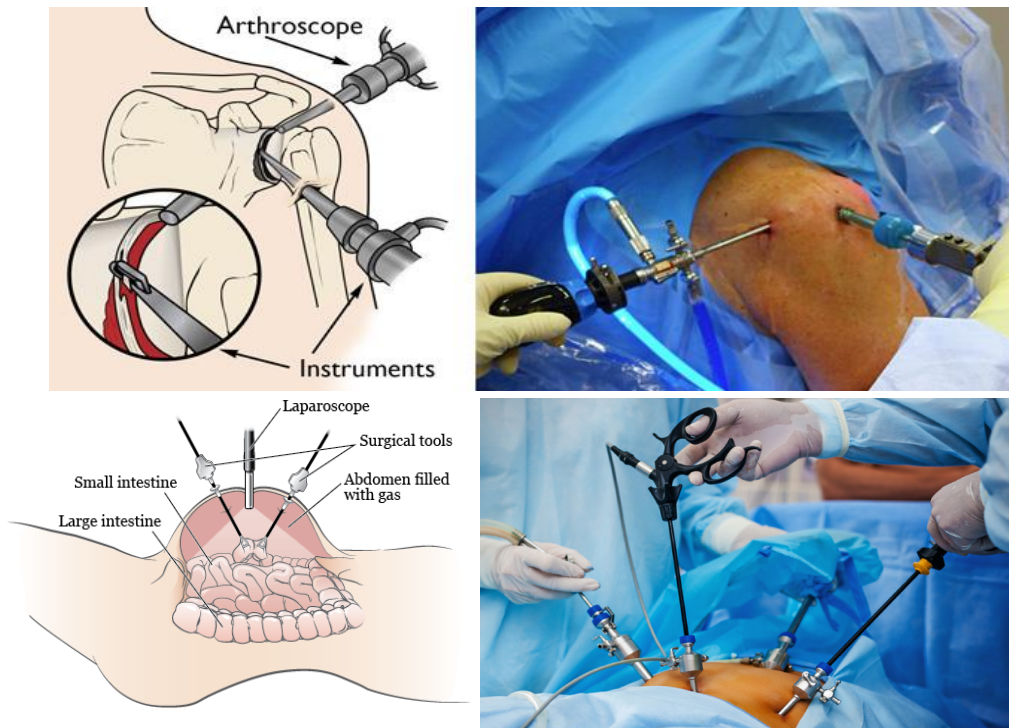 Arthroscope
Instruments
Laparoscope
Surgical tools
Small intestine
Abdomen filled
with gas
Large intestine